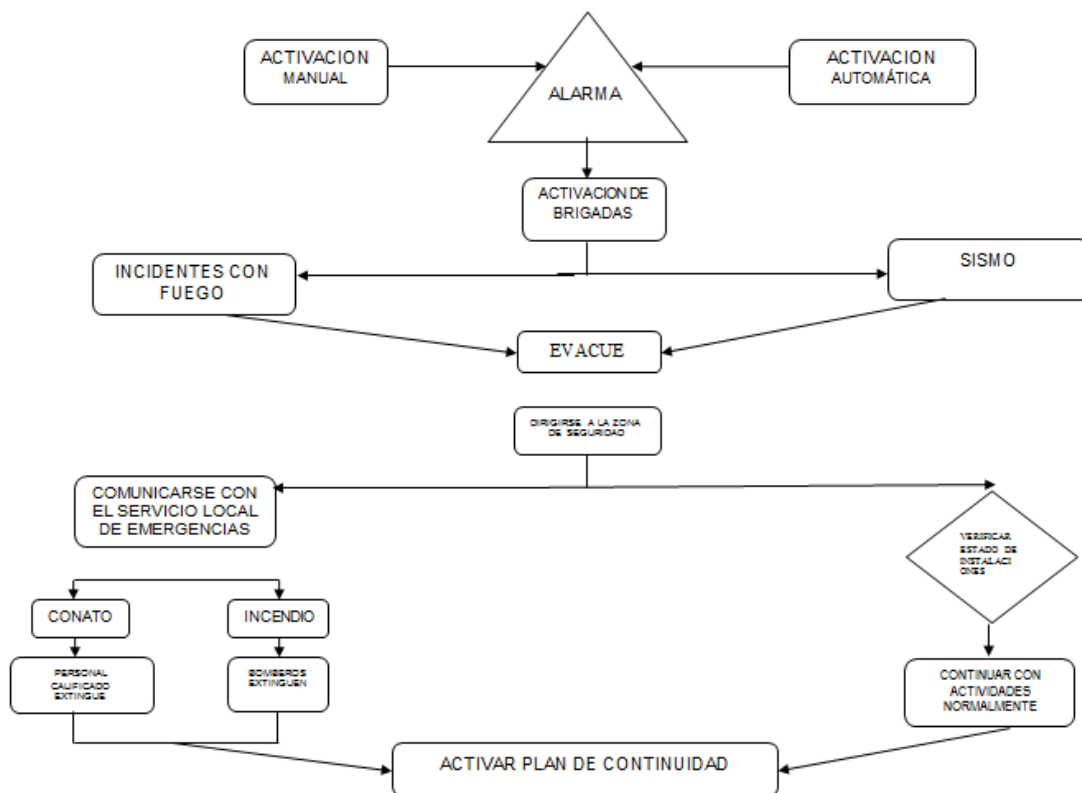 ACTIVACION
MANUAL
ALARMA
ACTIVACION
AUTOMÁTICA
ACTIVACION DE
BRIGADAS
INCIDENTES CON
FUEGO
SISMO
EVACUE
DIRIGIRSE A LA ZONA
DE SEGURIDAD
COMUNICARSE CON
EL SERVICIO LOCAL
DE EMERGENCIAS
VERIFICAR
ESTADO DE
INSTALACI
ONES
CONATO
INCENDIO
PERSONAL
CALIFICADO
EXTINGUE
BOMBEROS
EXTINGUEN
CONTINUAR CON
ACTIVIDADES
NORMALMENTE
ACTIVAR PLAN DE CONTINUIDAD